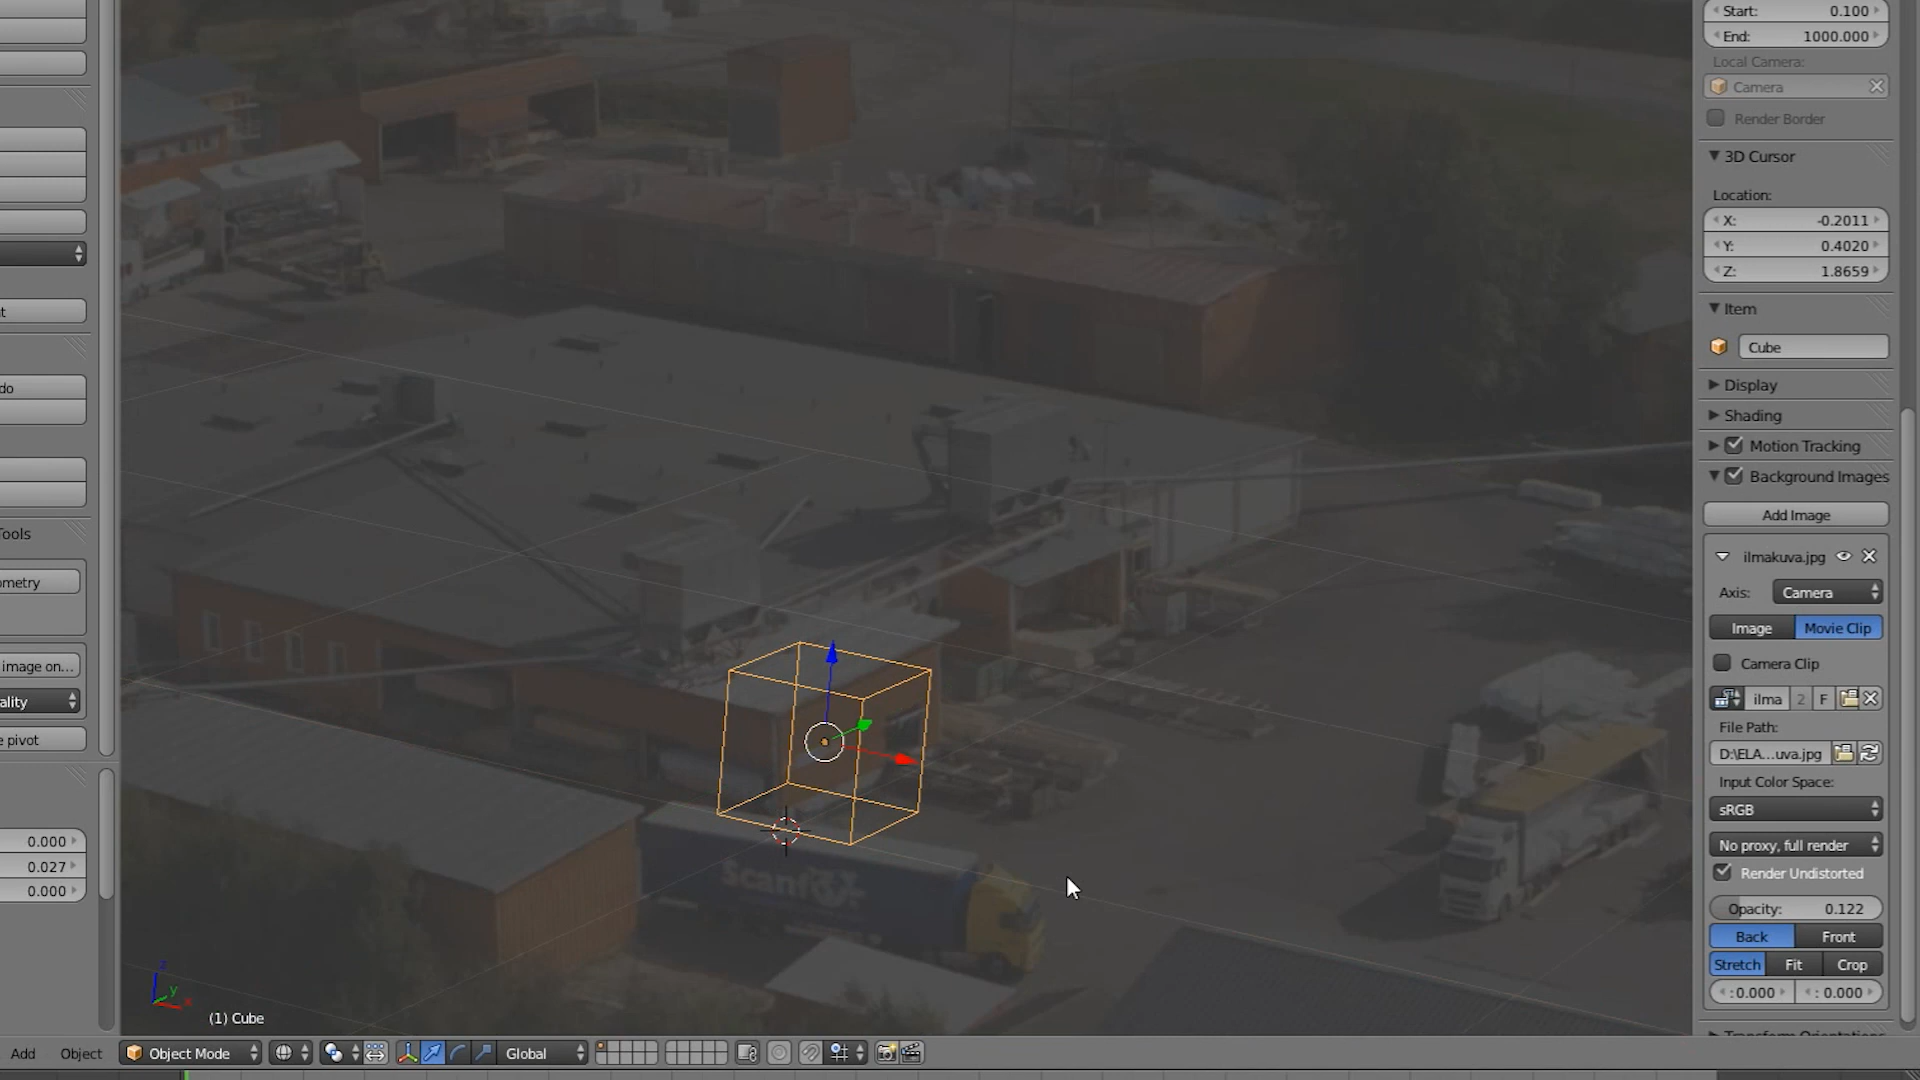 Start: 0.100
End: 1000.000
Local Camera:
Camera
Render Border
3D Cursor
Location:
X: -0.2011
Y: 0.4020
Z: 1.8659
Item
Cube
Display
Shading
Motion Tracking
Background Images
Add Image
ilmakuva.jpg
Axis: Camera
Image Movie Clip
Camera Clip
ilma 2 F
File Path:
D:\ELA...uva.jpg
Input Color Space:
sRGB
No proxy, full render
Render Undistorted
Opacity: 0.122
Back Front
Stretch Fit Crop
: 0.000 : 0.000
Transform Orientations
t
do
Tools
ometry
image on...
ality
e pivot
0.000
0.027
0.000
Scanfox
z
y
x
(1) Cube
Add Object Object Mode Global